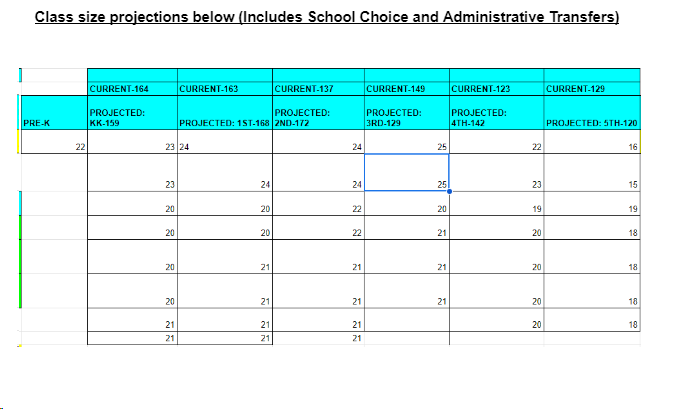 Class size projections below (Includes School Choice and Administrative Transfers)
CURRENT-164 CURRENT-163 CURRENT-137 CURRENT-149 CURRENT-123 CURRENT-129
PRE-K PROJECTED: KK-159 PROJECTED: 1ST-168 PROJECTED: 2ND-172 PROJECTED: 3RD-129 PROJECTED: 4TH-142 PROJECTED: 5TH-120
22 23 24 24 25 22 16
23 24 24 25 23 15
20 20 22 20 19 19
20 20 22 21 20 18
20 21 21 21 20 18
20 21 21 21 20 18
21 21 21 20 18
21 21 21